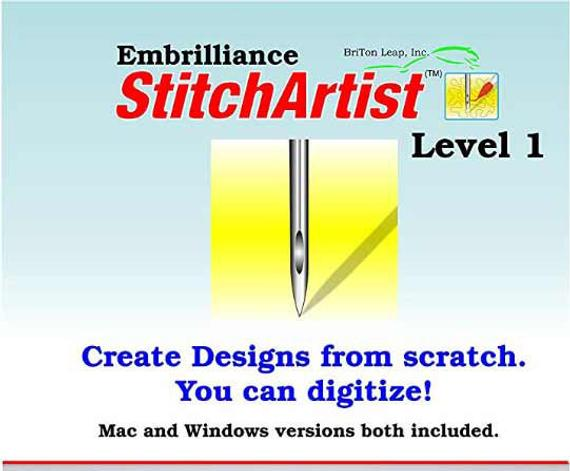 Embrilliance
BriTon Leap, Inc.
StitchArtist (TM)
Level 1
Create Designs from scratch.
You can digitize!
Mac and Windows versions both included.